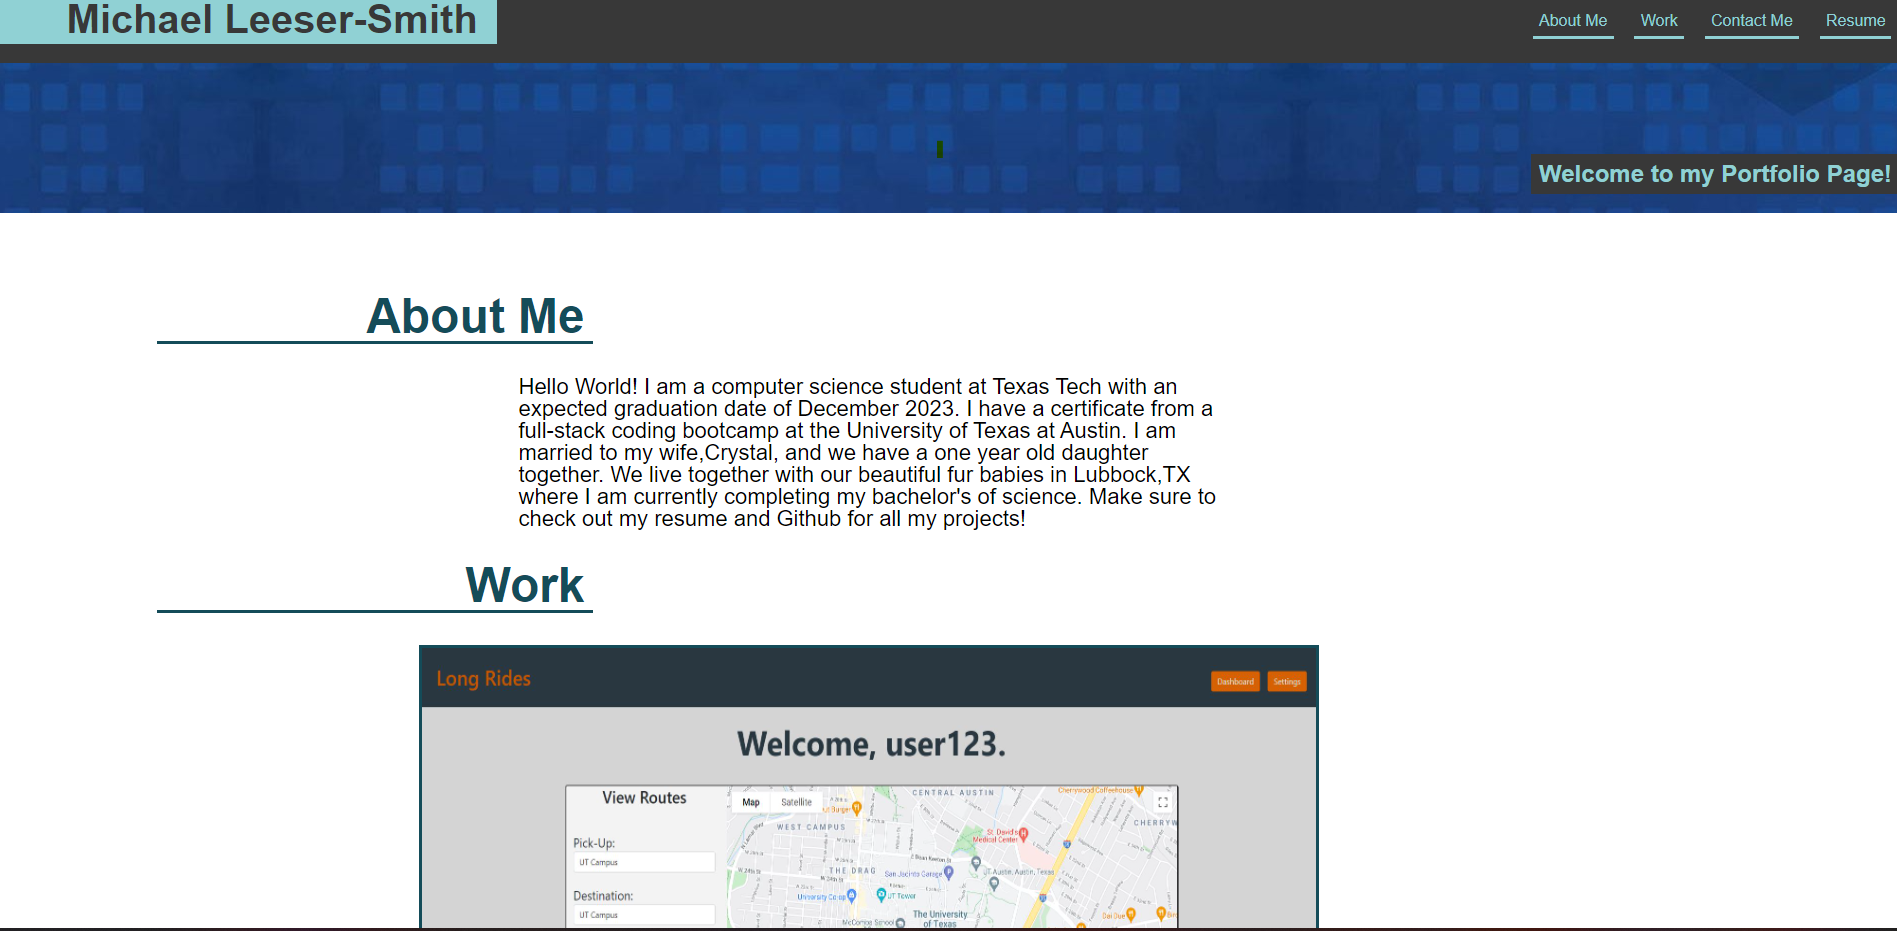 Michael Leeser-Smith
About Me
Work
Contact Me
Resume
Welcome to my Portfolio Page!
About Me
Hello World! I am a computer science student at Texas Tech with an
expected graduation date of December 2023. I have a certificate from a
full-stack coding bootcamp at the University of Texas at Austin. I am
married to my wife,Crystal, and we have a one year old daughter
together. We live together with our beautiful fur babies in Lubbock,TX
where I am currently completing my bachelor's of science. Make sure to
check out my resume and Github for all my projects!
Work
Long Rides
Dashboard
Settings
Welcome, user123.
View Routes
Pick-Up:
UT Campus
Destination:
UT Campus
Map
Satellite
CENTRAL AUSTIN
Cherrywood Coffeehouse
WEST CAMPUS
St. David's
Medical Center
CHERRYW
THE DRAG
San Jacinto Garage
UT Austin, Austin, Texas
University Co-op
UT Tower
The University
of Texas
McCombs School
Dai Due